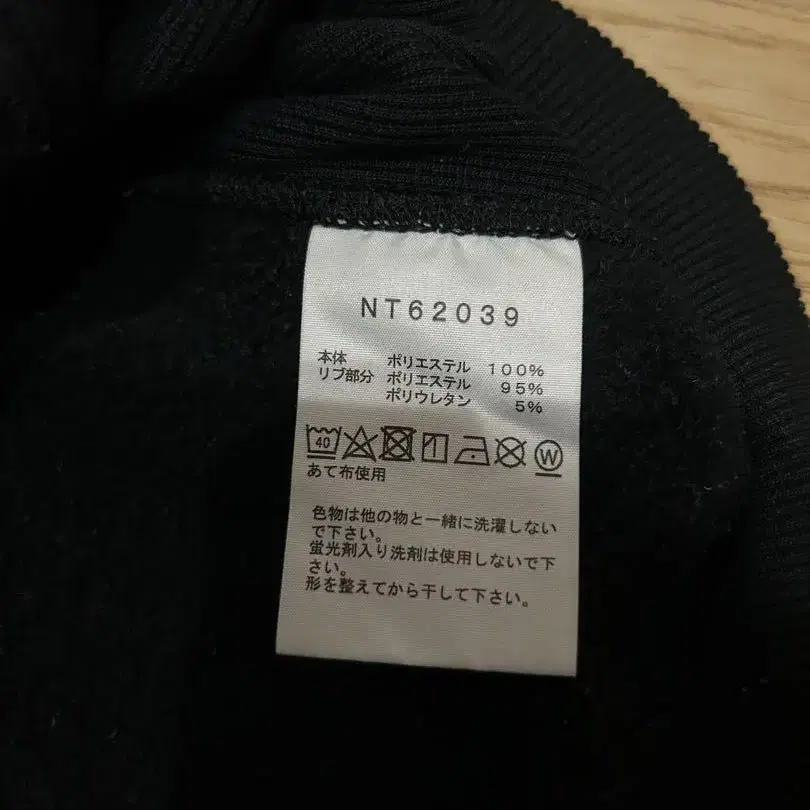 NT62039
本体 ポリエステル 100%
リブ部分 ポリエステル 95%
ポリウレタン 5%
40 W
あて布使用
色物は他の物と一緒に洗濯しない
で下さい。
蛍光剤入り洗剤は使用しないで下
さい。
形を整えてから干して下さい。